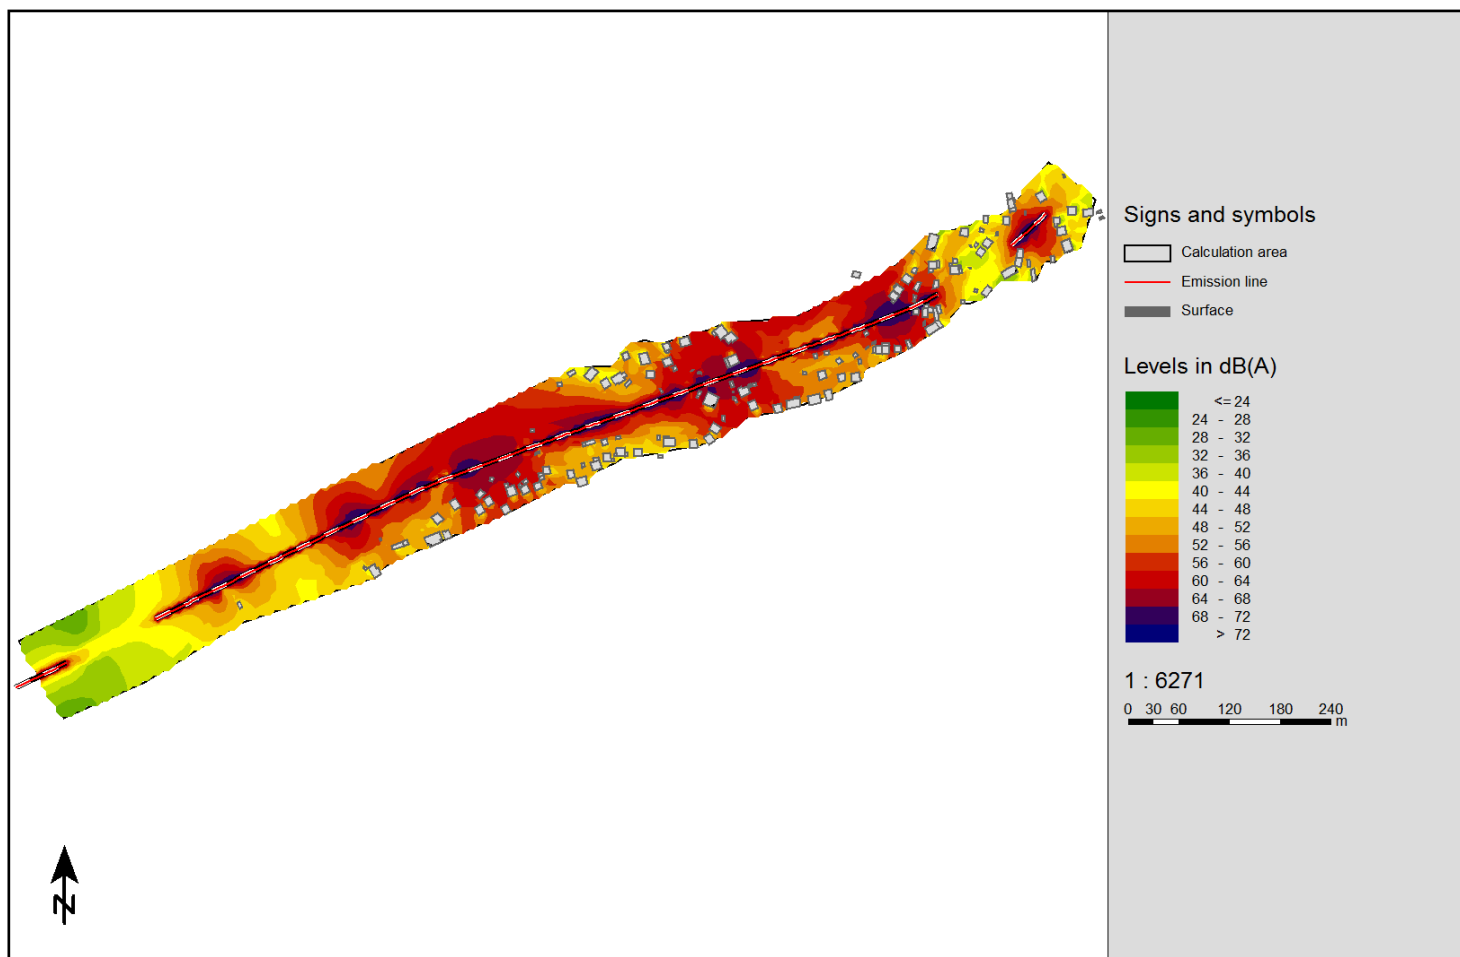 Signs and symbols
Calculation area
Emission line
Surface
Levels in dB(A)
<= 24
24 - 28
28 - 32
32 - 36
36 - 40
40 - 44
44 - 48
48 - 52
52 - 56
56 - 60
60 - 64
64 - 68
68 - 72
> 72
1 : 6271
0 30 60 120 180 240
m
N